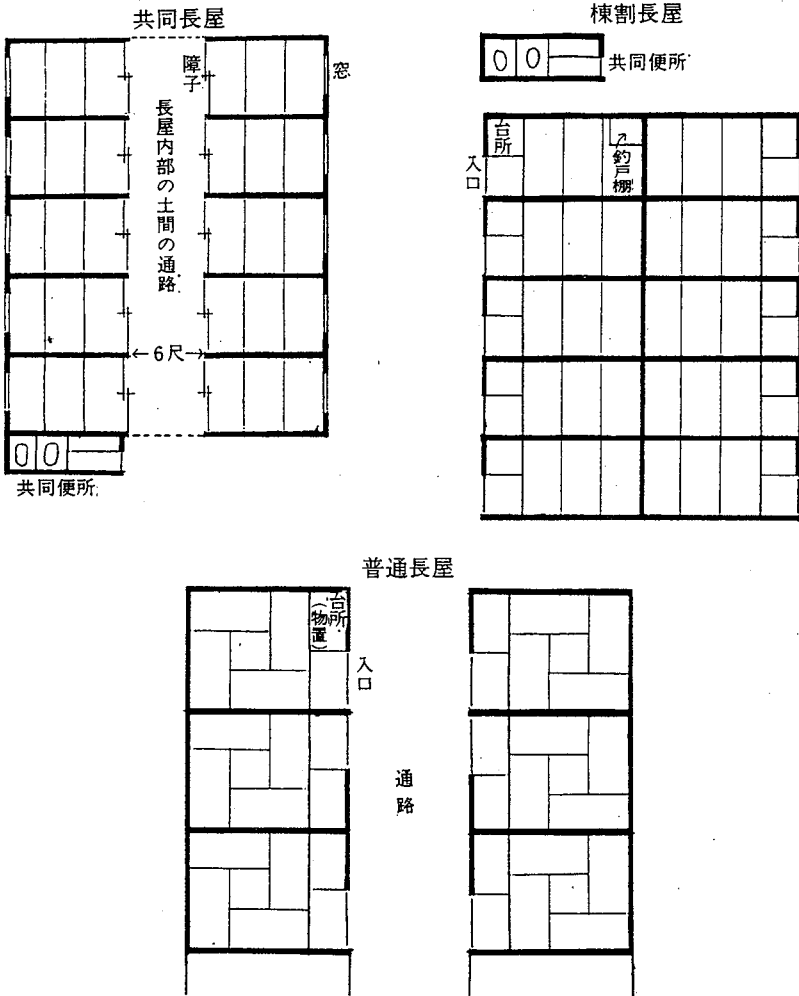 共同長屋
障子
窓
長屋内部の土間の通路
←6尺→
共同便所
棟割長屋
共同便所
台所
入口
釣戸棚
普通長屋
台所
(物置)
入口
通路